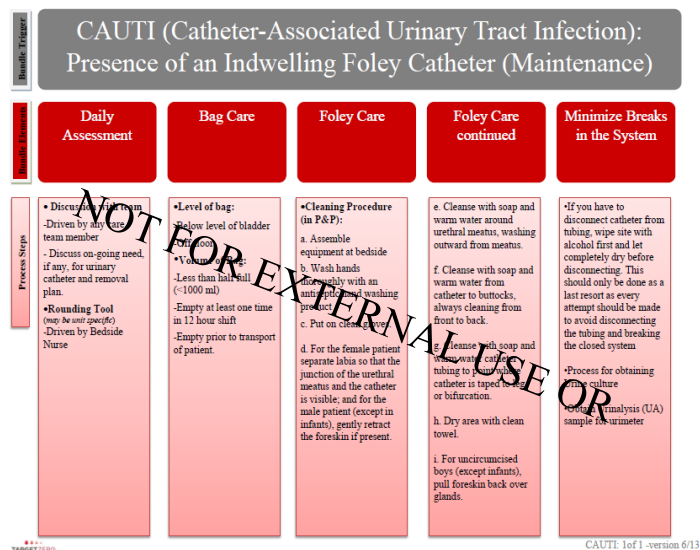 Bundle Trigger
CAUTI (Catheter-Associated Urinary Tract Infection):
Presence of an Indwelling Foley Catheter (Maintenance)
Bundle Elements
Daily
Assessment
Bag Care
Foley Care
Foley Care
continued
Minimize Breaks
in the System
Process Steps
• Discussion with team
-Driven by any care
team member
- Discuss on-going need,
if any, for urinary
catheter and removal
plan.
•Rounding Tool
(may be unit specific)
-Driven by Bedside
Nurse
•Level of bag:
-Below level of bladder
-Off floor
•Volume of Bag:
-Less than half full
(<1000 ml)
-Empty at least one time
in 12 hour shift
-Empty prior to transport
of patient.
•Cleaning Procedure
(in P&P):
a. Assemble
equipment at bedside
b. Wash hands
thoroughly with an
antiseptic hand washing
product
c. Put on clean gloves.
d. For the female patient
separate labia so that the
junction of the urethral
meatus and the catheter
is visible; and for the
male patient (except in
infants), gently retract
the foreskin if present.
e. Cleanse with soap and
warm water around
urethral meatus, washing
outward from meatus.
f. Cleanse with soap and
warm water from
catheter to buttocks,
always cleaning from
front to back.
g. Cleanse with soap and
warm water catheter
tubing to point where
catheter is taped to leg
or bifurcation.
h. Dry area with clean
towel.
i. For uncircumcised
boys (except infants),
pull foreskin back over
glands.
•If you have to
disconnect catheter from
tubing, wipe site with
alcohol first and let
completely dry before
disconnecting. This
should only be done as a
last resort as every
attempt should be made
to avoid disconnecting
the tubing and breaking
the closed system
•Process for obtaining
Urine culture
•Obtain Urinalysis (UA)
sample for urimeter
NOT FOR EXTERNAL USE OR
TARGETZERO
CAUTI: 1of 1 -version 6/13